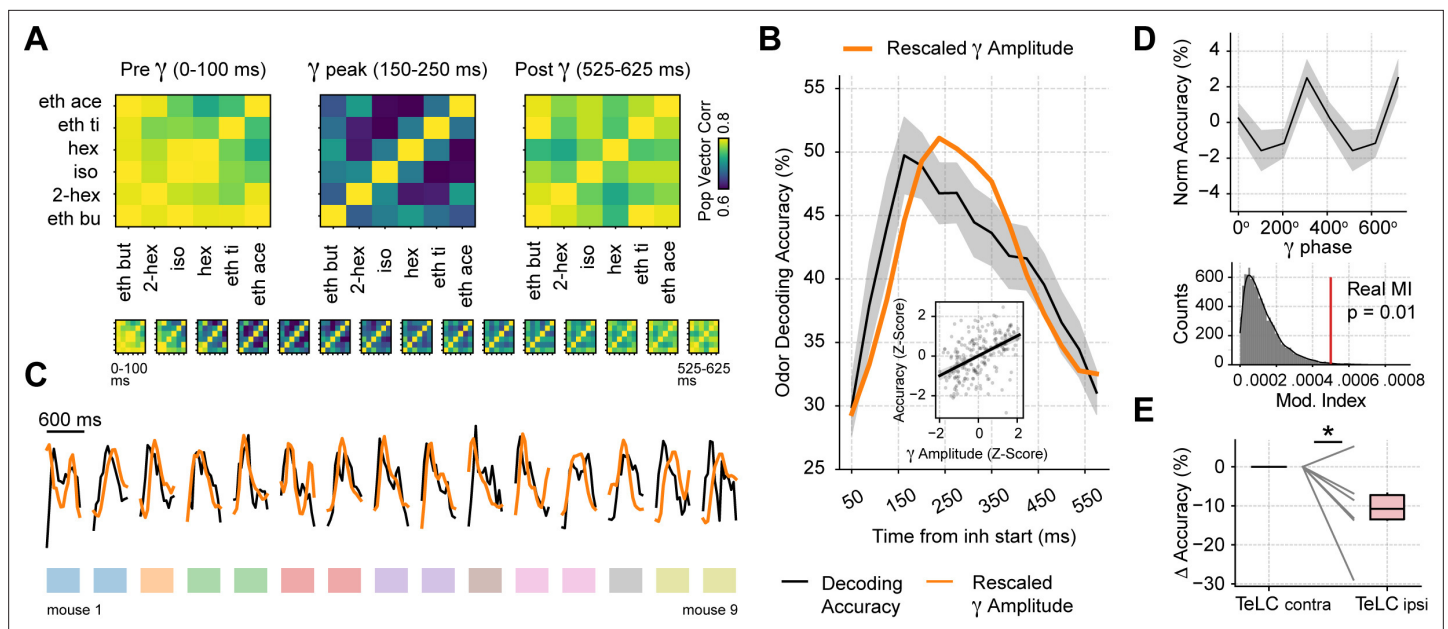 A
Pre γ (0-100 ms)
γ peak (150-250 ms)
Post γ (525-625 ms)
eth ace
eth ti
hex
iso
2-hex
eth bu
eth but
2-hex
iso
hex
eth ti
eth ace
eth but
2-hex
iso
hex
eth ti
eth ace
eth but
2-hex
iso
hex
eth ti
eth ace
Pop Vector Corr
0.6
0.8
0-100
ms
525-625
ms
B
Rescaled γ Amplitude
Odor Decoding Accuracy (%)
55
50
45
40
35
30
25
50
150
250
350
450
550
Time from inh start (ms)
Accuracy (Z-Score)
2
0
−2
−2
0
2
γ Amplitude (Z-Score)
Decoding
Accuracy
Rescaled
γ Amplitude
C
600 ms
mouse 1
mouse 9
D
Norm Accuracy (%)
4
2
0
−2
−4
0°
200°
400°
600°
γ phase
Counts
600
400
200
0
Real MI
p = 0.01
0
.0002
.0004
.0006
.0008
Mod. Index
E
*
Δ Accuracy (%)
0
−10
−20
−30
TeLC contra
TeLC ipsi